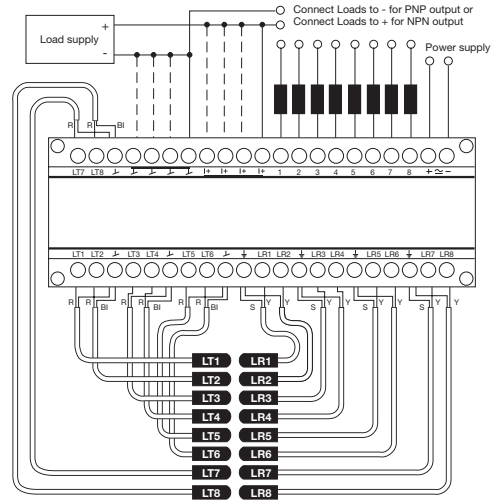 Connect Loads to - for PNP output or
Connect Loads to + for NPN output
+
Load supply
-
Power supply
R R Bl
LT7 LT8 I+ I+ I+ I+ 1 2 3 4 5 6 7 8 + ≃ −
LT1 LT2 LT3 LT4 LT5 LT6 LR1 LR2 LR3 LR4 LR5 LR6 LR7 LR8
R R Bl R R Bl R R Bl S Y Y S Y Y S Y Y S Y Y
LT1 LR1
LT2 LR2
LT3 LR3
LT4 LR4
LT5 LR5
LT6 LR6
LT7 LR7
LT8 LR8